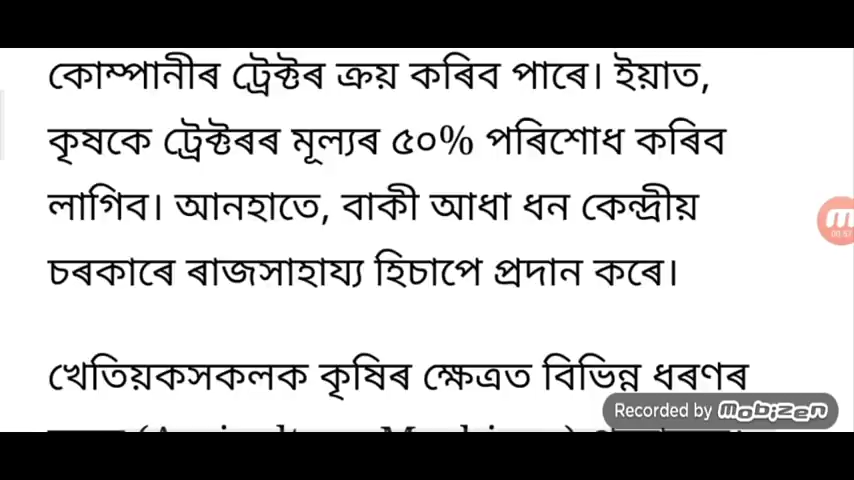 কোম্পানীৰ ট্ৰেক্টৰ ক্ৰয় কৰিব পাৰে। ইয়াত,
কৃষকে ট্ৰেক্টৰৰ মূল্যৰ ৫০% পৰিশোধ কৰিব
লাগিব। আনহাতে, বাকী আধা ধন কেন্দ্ৰীয়
চৰকাৰে ৰাজসাহায্য হিচাপে প্ৰদান কৰে।
খেতিয়কসকলক কৃষিৰ ক্ষেত্ৰত বিভিন্ন ধৰণৰ
Recorded by mobizen